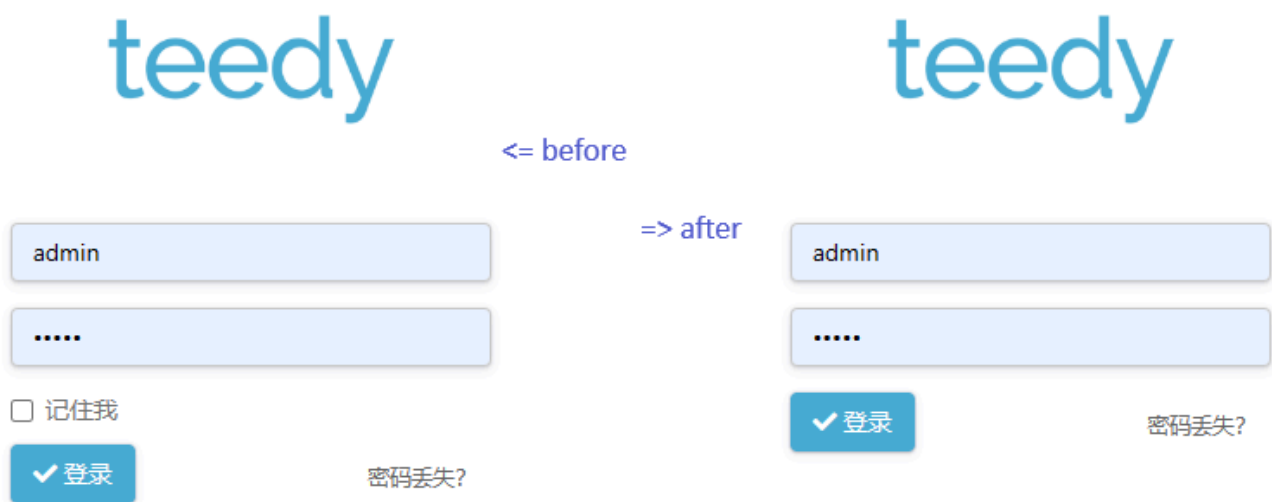 teedy
admin
•••••
记住我
登录
密码丢失?
<= before
=> after
teedy
admin
•••••
登录
密码丢失?